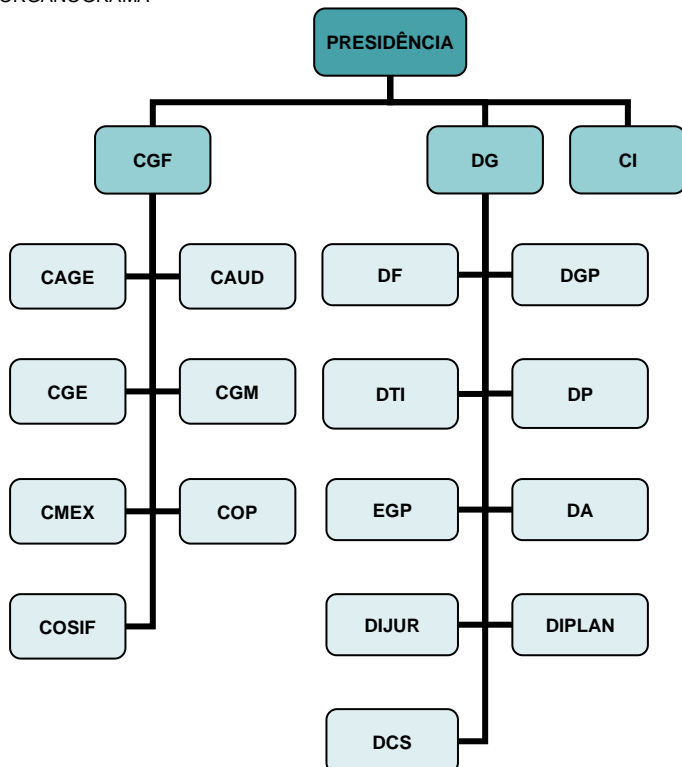 ORGANOGRAMA
PRESIDÊNCIA
CGF
DG
CI
CAGE
CAUD
DF
DGP
CGE
CGM
DTI
DP
CMEX
COP
EGP
DA
COSIF
DIJUR
DIPLAN
DCS